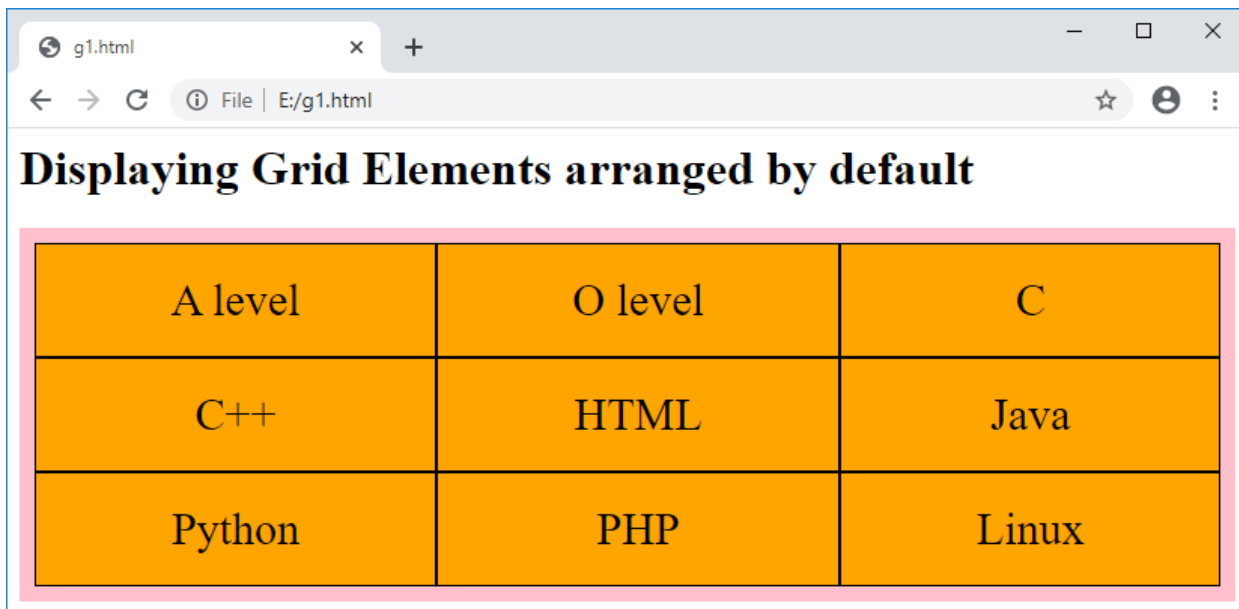 g1.html
File E:/g1.html
Displaying Grid Elements arranged by default
A level O level C
C++ HTML Java
Python PHP Linux